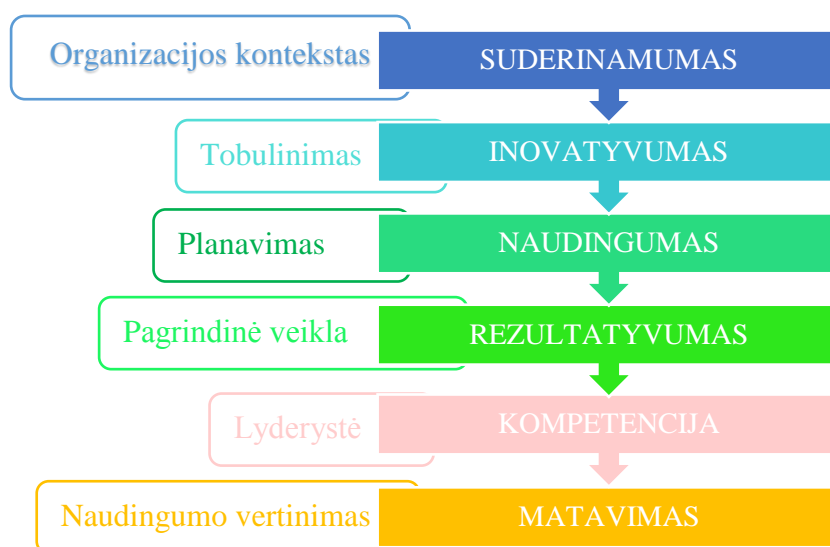 Organizacijos kontekstas
SUDERINAMUMAS
Tobulinimas
INOVATYVUMAS
Planavimas
NAUDINGUMAS
Pagrindinė veikla
REZULTATYVUMAS
Lyderystė
KOMPETENCIJA
Naudingumo vertinimas
MATAVIMAS